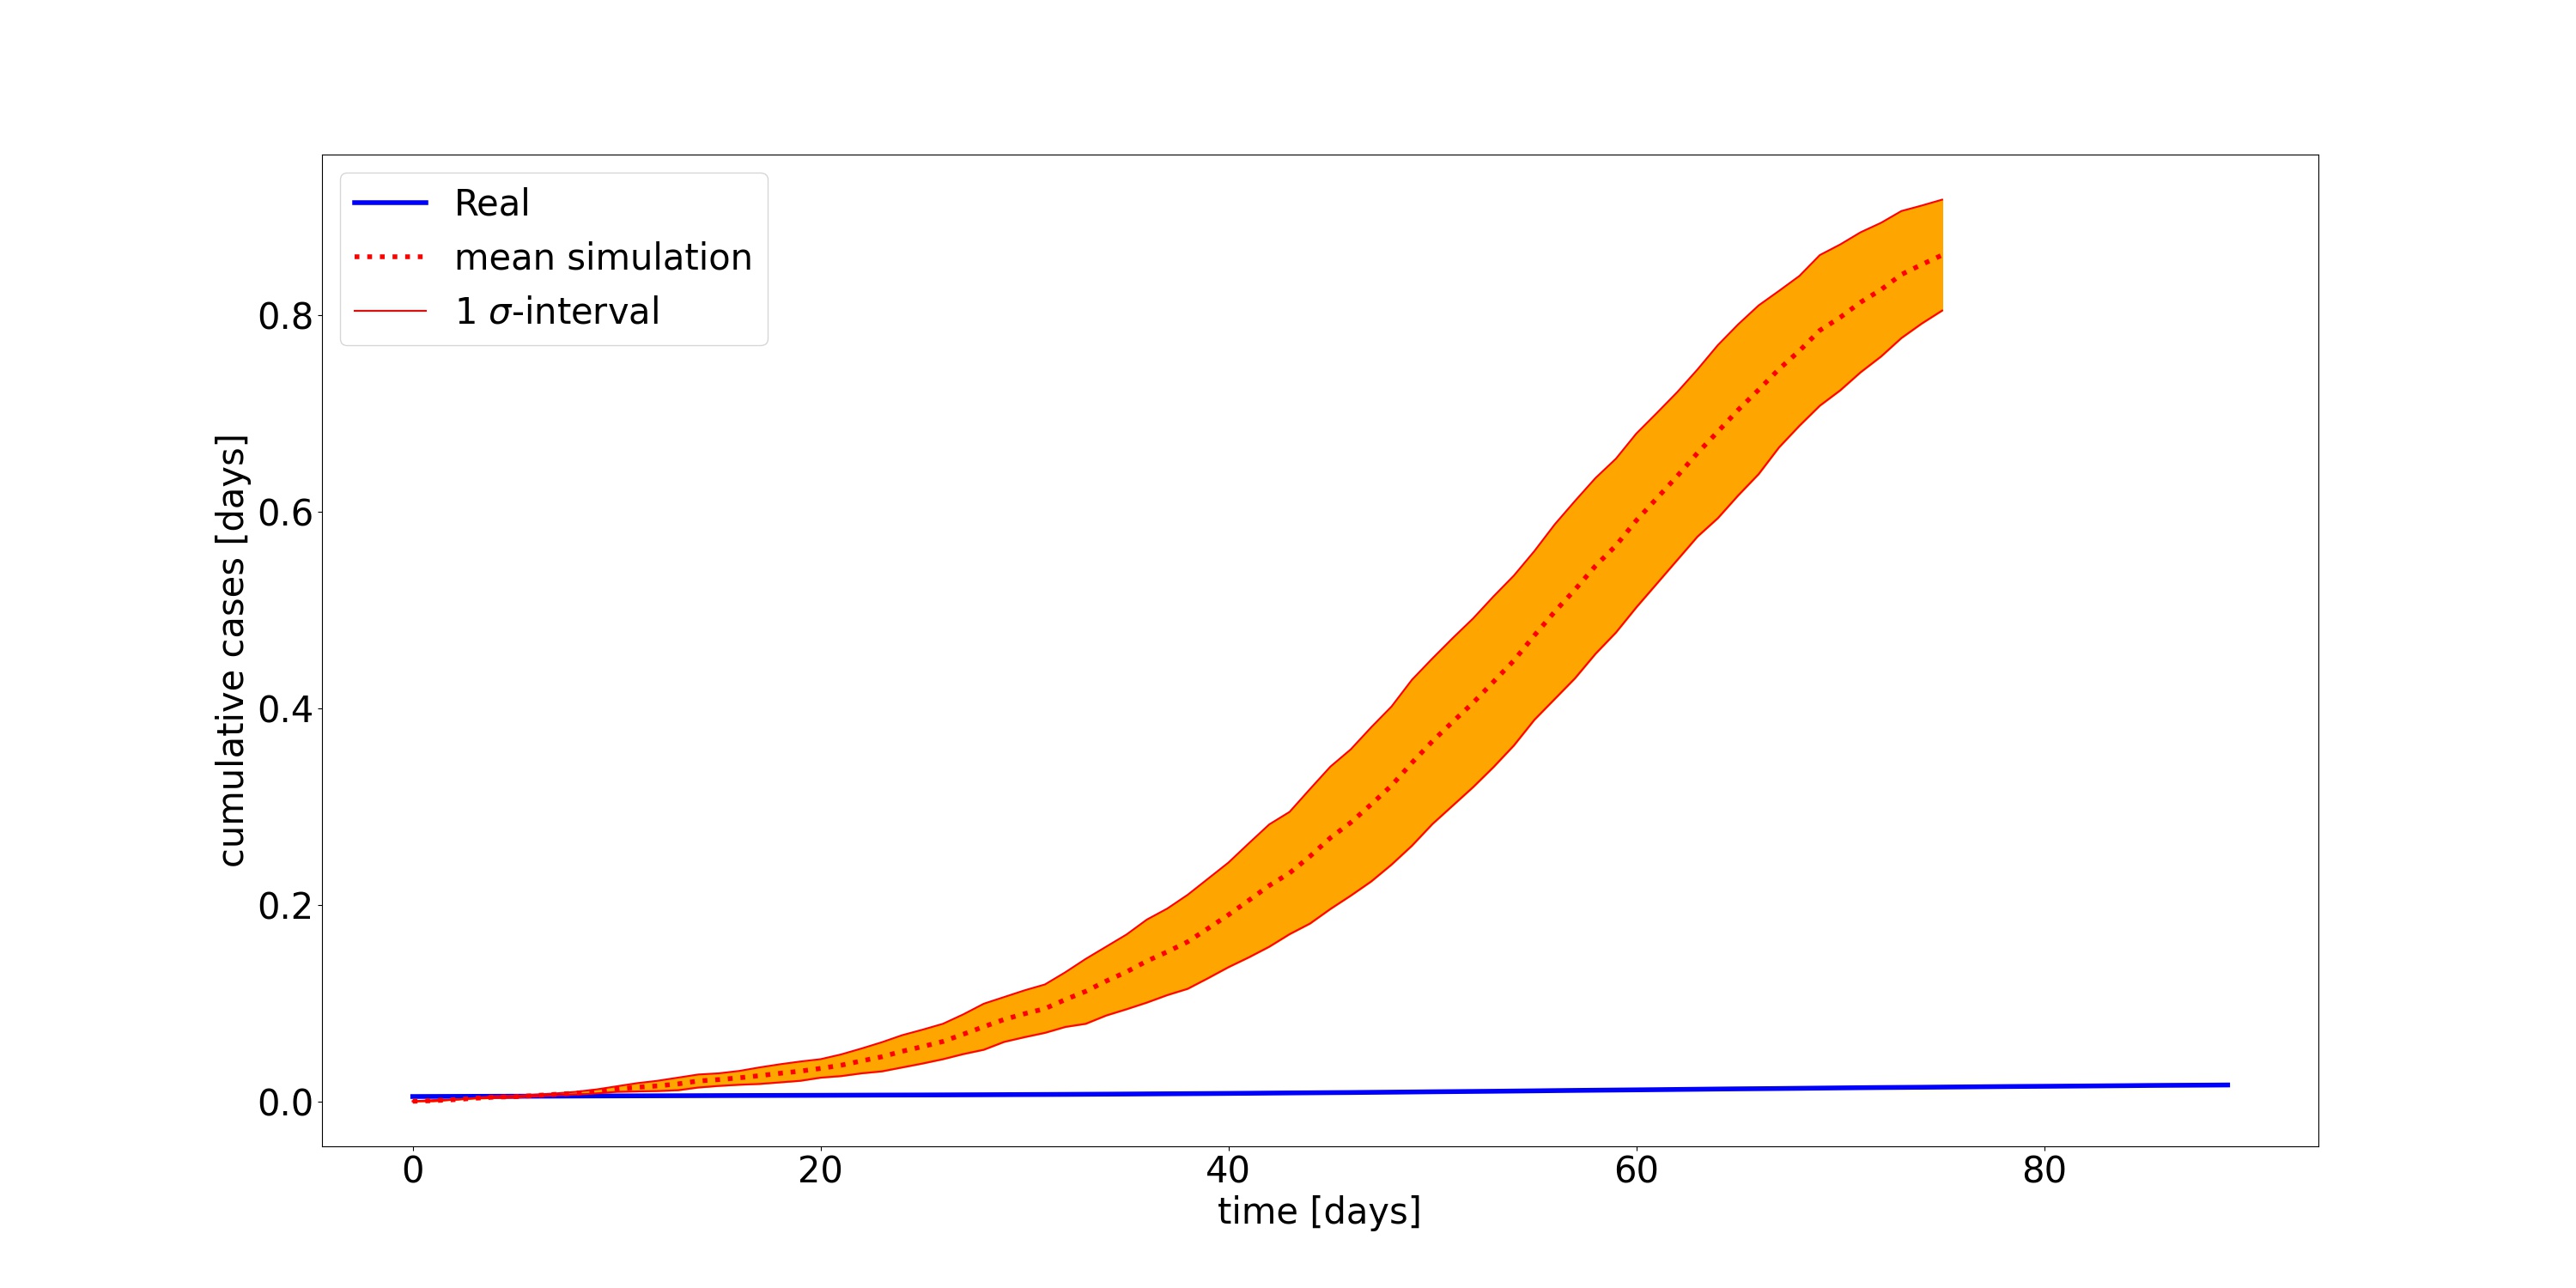 Real
mean simulation
1 σ-interval
cumulative cases [days]
0.8
0.6
0.4
0.2
0.0
0 20 40 60 80
time [days]